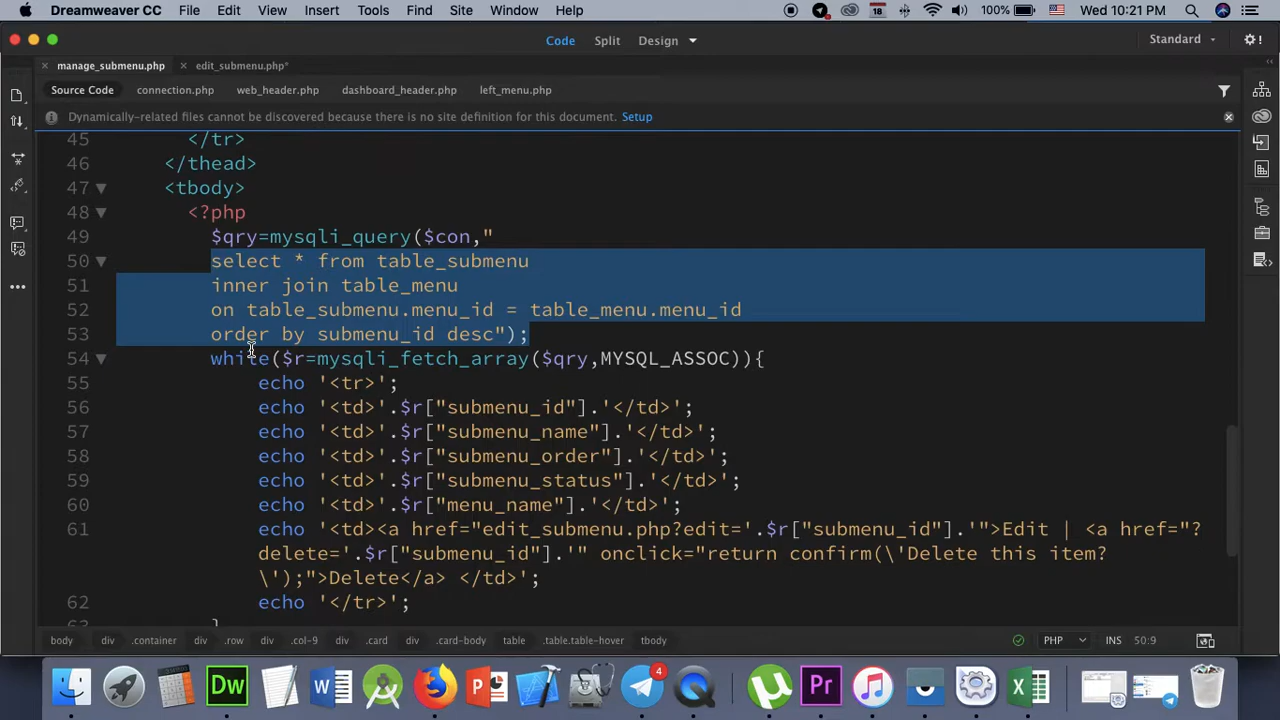 Dreamweaver CC File Edit View Insert Tools Find Site Window Help 18 100% Wed 10:21 PM
Code Split Design Standard
manage_submenu.php edit_submenu.php*
Source Code connection.php web_header.php dashboard_header.php left_menu.php
Dynamically-related files cannot be discovered because there is no site definition for this document. Setup
45 </tr>
46 </thead>
47 <tbody>
48 <?php
49 $qry=mysqli_query($con,"
50 select * from table_submenu
51 inner join table_menu
52 on table_submenu.menu_id = table_menu.menu_id
53 order by submenu_id desc");
54 while($r=mysqli_fetch_array($qry,MYSQL_ASSOC)){
55 echo '<tr>';
56 echo '<td>'.$r["submenu_id"].'</td>';
57 echo '<td>'.$r["submenu_name"].'</td>';
58 echo '<td>'.$r["submenu_order"].'</td>';
59 echo '<td>'.$r["submenu_status"].'</td>';
60 echo '<td>'.$r["menu_name"].'</td>';
61 echo '<td><a href="edit_submenu.php?edit='.$r["submenu_id"].'">Edit | <a href="?
delete='.$r["submenu_id"].'" onclick="return confirm(\'Delete this item?
\');">Delete</a> </td>';
62 echo '</tr>';
63 }
body div .container div .row div .col-9 div .card div .card-body table .table.table-hover tbody PHP INS 50:9
Dw W P 4 Pr X